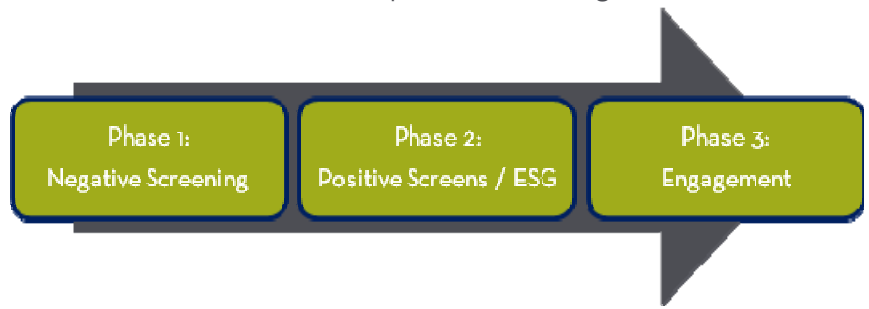 Phase 1:
Negative Screening
Phase 2:
Positive Screens / ESG
Phase 3:
Engagement